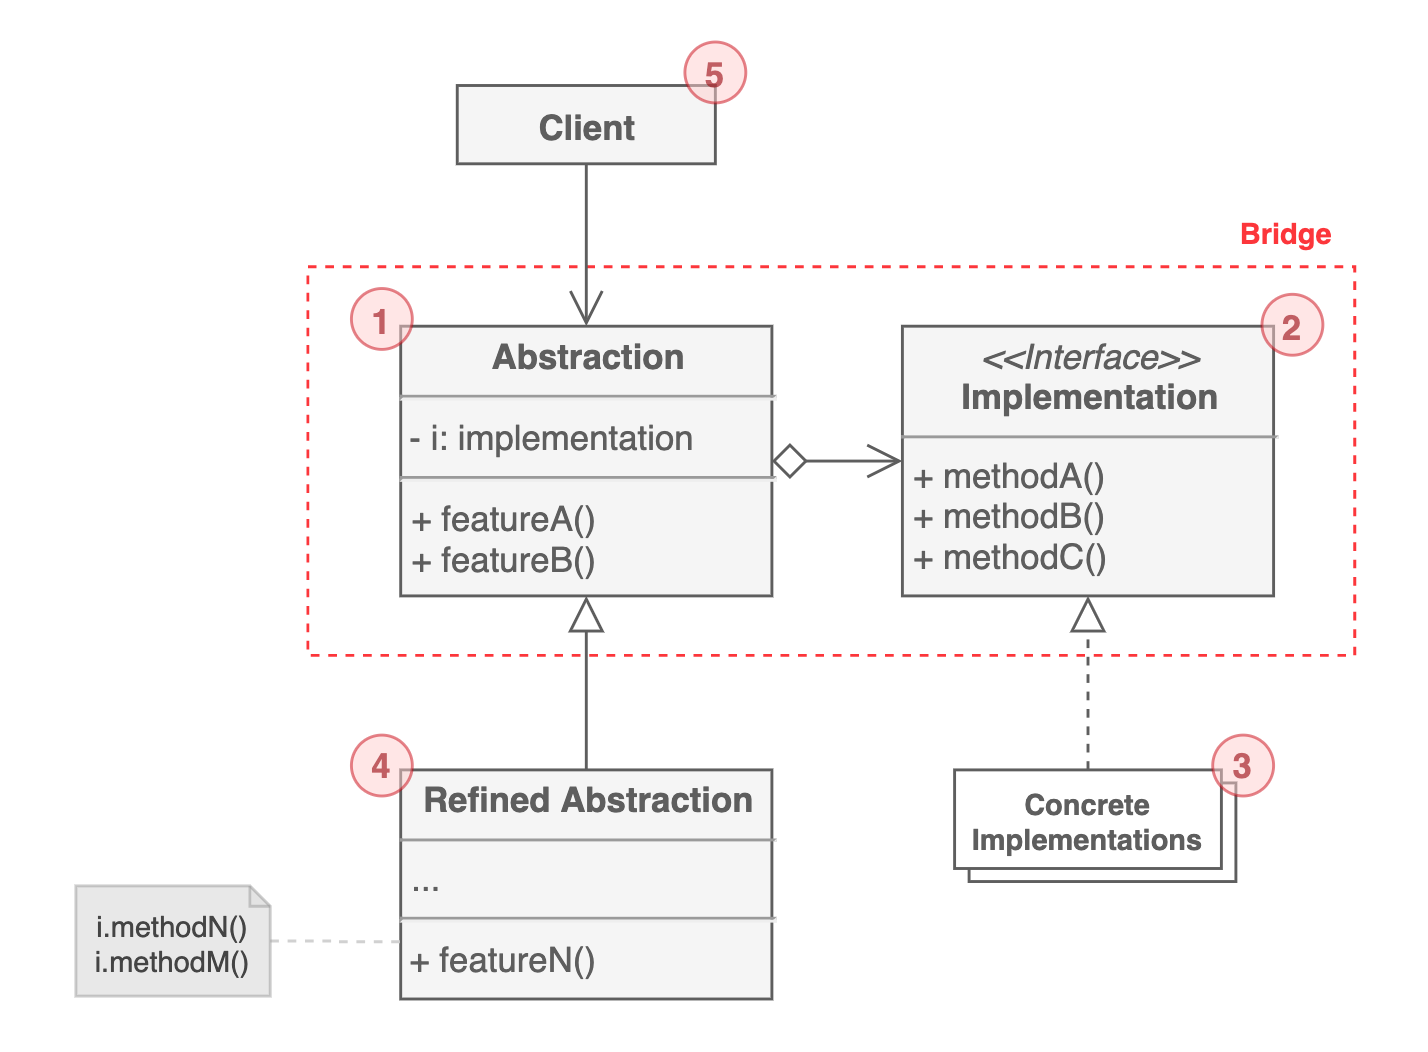 5
Client
Bridge
1
Abstraction
- i: implementation
+ featureA()
+ featureB()
2
<<Interface>>
Implementation
+ methodA()
+ methodB()
+ methodC()
4
Refined Abstraction
...
+ featureN()
i.methodN()
i.methodM()
3
Concrete
Implementations